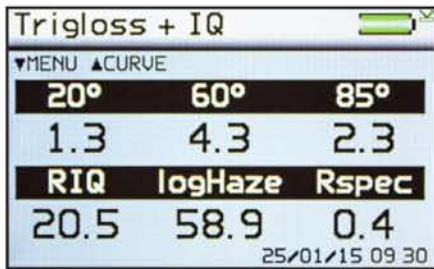 Trigloss + IQ
▼MENU ▲CURVE
20° 60° 85°
1.3 4.3 2.3
RIQ logHaze Rspec
20.5 58.9 0.4
25/01/15 09 30